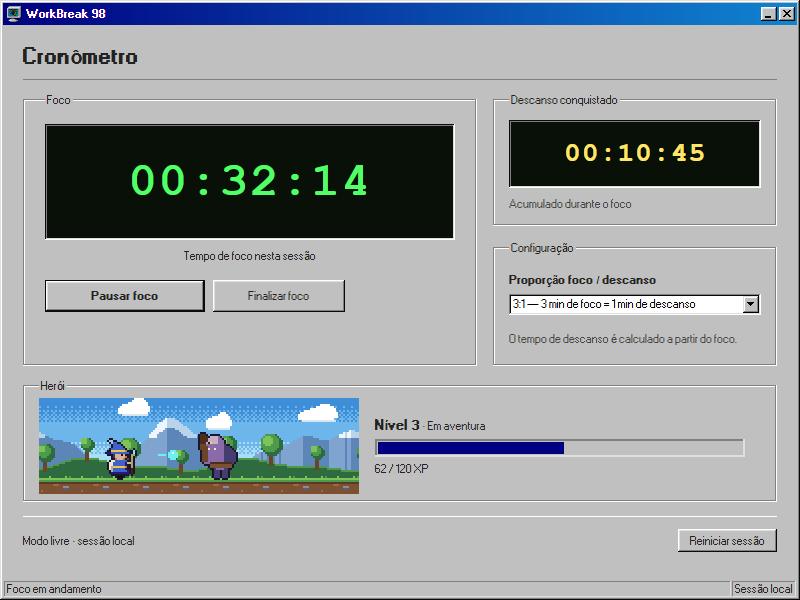 WorkBreak 98
Cronômetro
Foco
00:32:14
Tempo de foco nesta sessão
Pausar foco
Finalizar foco
Descanso conquistado
00:10:45
Acumulado durante o foco
Configuração
Proporção foco / descanso
3:1 — 3 min de foco = 1 min de descanso
O tempo de descanso é calculado a partir do foco.
Herói
Nível 3 · Em aventura
62 / 120 XP
Modo livre · sessão local
Reiniciar sessão
Foco em andamento
Sessão local